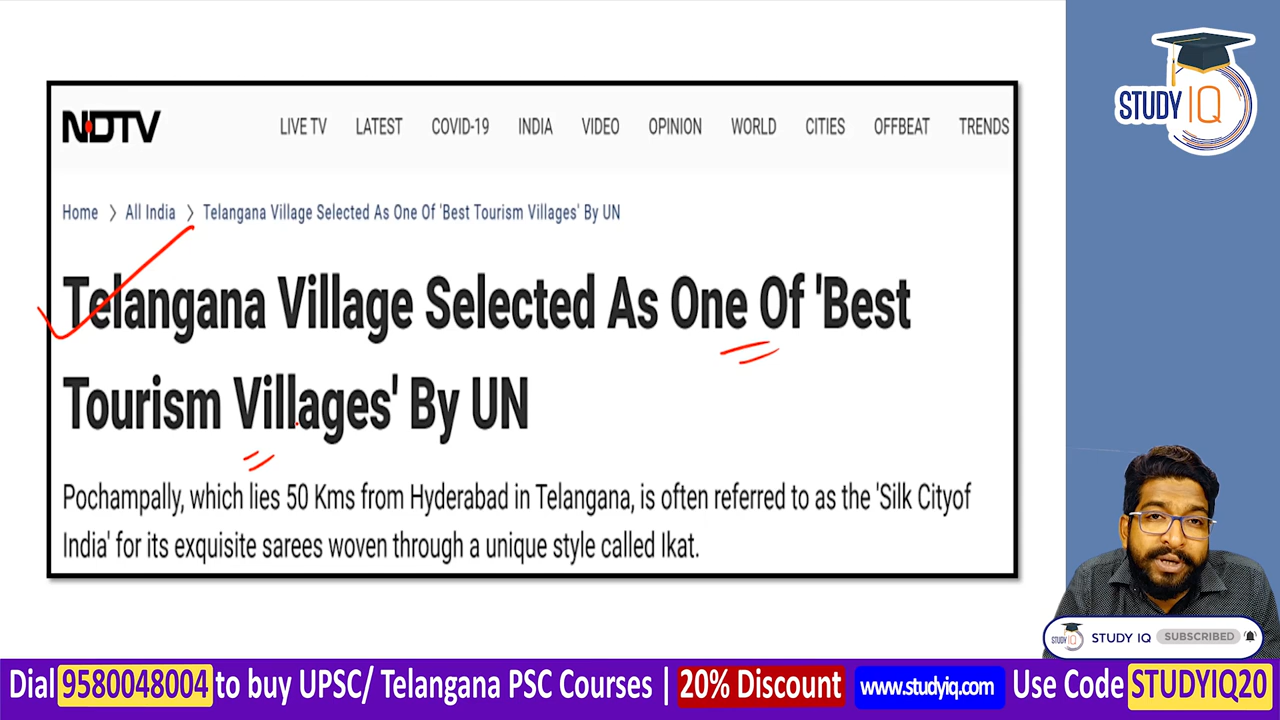 NDTV
LIVE TV LATEST COVID-19 INDIA VIDEO OPINION WORLD CITIES OFFBEAT TRENDS
Home > All India > Telangana Village Selected As One Of 'Best Tourism Villages' By UN
Telangana Village Selected As One Of 'Best
Tourism Villages' By UN
Pochampally, which lies 50 Kms from Hyderabad in Telangana, is often referred to as the 'Silk Cityof
India' for its exquisite sarees woven through a unique style called Ikat.
STUDY IQ
STUDY IQ
STUDY IQ SUBSCRIBED
Dial 9580048004 to buy UPSC/ Telangana PSC Courses | 20% Discount www.studyiq.com Use Code STUDYIQ20